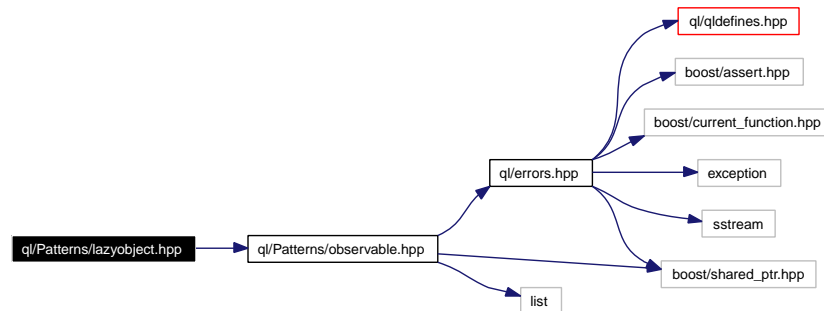 ql/qldefines.hpp
boost/assert.hpp
boost/current_function.hpp
ql/errors.hpp
exception
sstream
ql/Patterns/lazyobject.hpp
ql/Patterns/observable.hpp
boost/shared_ptr.hpp
list